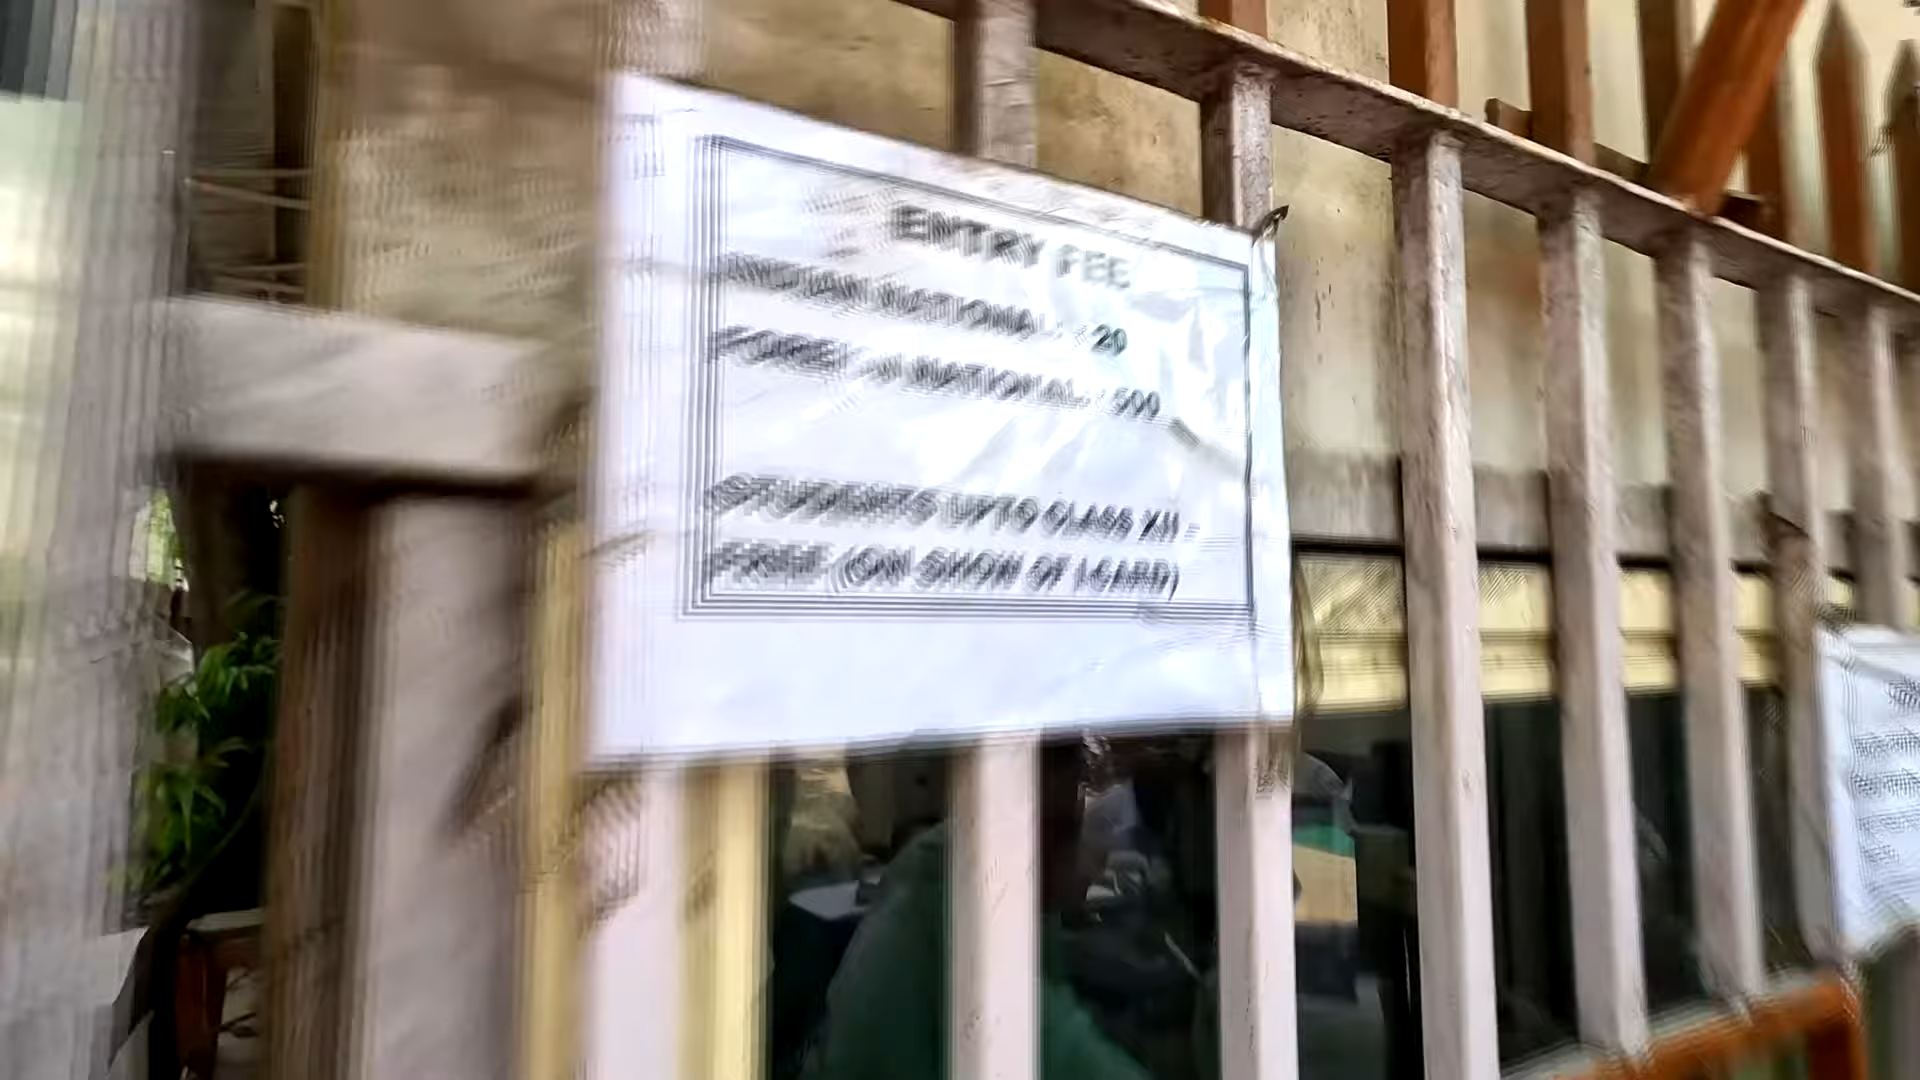 ENTRY FEE
INDIAN NATIONAL : ₹ 20
FOREIGN NATIONAL : 500
STUDENTS UPTO CLASS XII =
FREE (ON SHOW OF I-CARD)